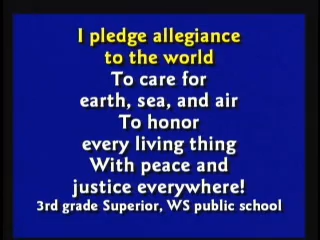 I pledge allegiance
to the world
To care for
earth, sea, and air
To honor
every living thing
With peace and
justice everywhere!
3rd grade Superior, WS public school